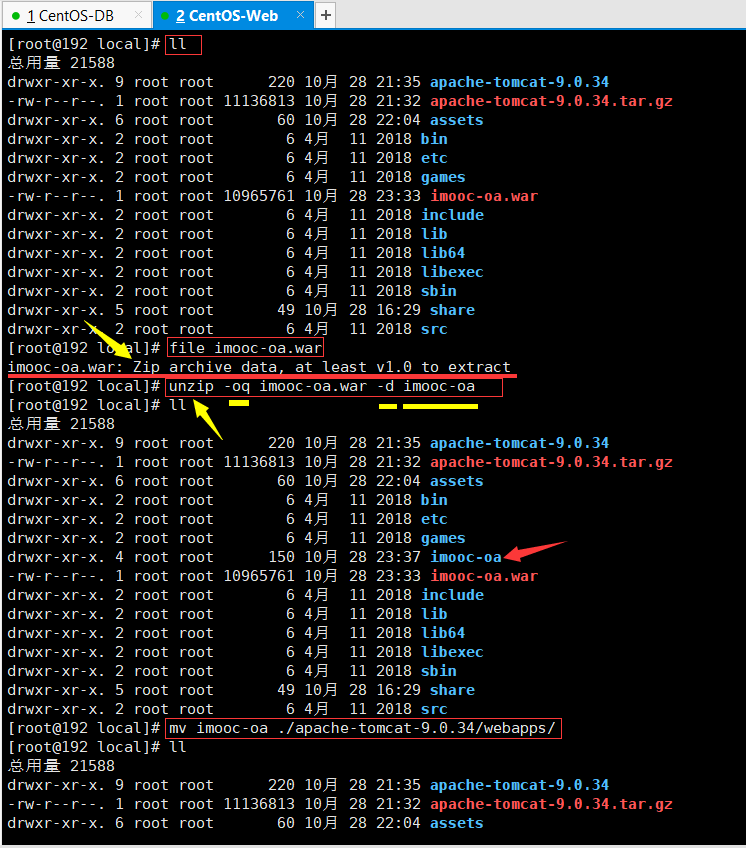 1 CentOS-DB × 2 CentOS-Web × +
[root@192 local]# ll
总用量 21588
drwxr-xr-x. 9 root root 220 10月 28 21:35 apache-tomcat-9.0.34
-rw-r--r--. 1 root root 11136813 10月 28 21:32 apache-tomcat-9.0.34.tar.gz
drwxr-xr-x. 6 root root 60 10月 28 22:04 assets
drwxr-xr-x. 2 root root 6 4月 11 2018 bin
drwxr-xr-x. 2 root root 6 4月 11 2018 etc
drwxr-xr-x. 2 root root 6 4月 11 2018 games
-rw-r--r--. 1 root root 10965761 10月 28 23:33 imooc-oa.war
drwxr-xr-x. 2 root root 6 4月 11 2018 include
drwxr-xr-x. 2 root root 6 4月 11 2018 lib
drwxr-xr-x. 2 root root 6 4月 11 2018 lib64
drwxr-xr-x. 2 root root 6 4月 11 2018 libexec
drwxr-xr-x. 2 root root 6 4月 11 2018 sbin
drwxr-xr-x. 5 root root 49 10月 28 16:29 share
drwxr-xr-x. 2 root root 6 4月 11 2018 src
[root@192 local]# file imooc-oa.war
imooc-oa.war: Zip archive data, at least v1.0 to extract
[root@192 local]# unzip -oq imooc-oa.war -d imooc-oa
[root@192 local]# ll
总用量 21588
drwxr-xr-x. 9 root root 220 10月 28 21:35 apache-tomcat-9.0.34
-rw-r--r--. 1 root root 11136813 10月 28 21:32 apache-tomcat-9.0.34.tar.gz
drwxr-xr-x. 6 root root 60 10月 28 22:04 assets
drwxr-xr-x. 2 root root 6 4月 11 2018 bin
drwxr-xr-x. 2 root root 6 4月 11 2018 etc
drwxr-xr-x. 2 root root 6 4月 11 2018 games
drwxr-xr-x. 4 root root 150 10月 28 23:37 imooc-oa
-rw-r--r--. 1 root root 10965761 10月 28 23:33 imooc-oa.war
drwxr-xr-x. 2 root root 6 4月 11 2018 include
drwxr-xr-x. 2 root root 6 4月 11 2018 lib
drwxr-xr-x. 2 root root 6 4月 11 2018 lib64
drwxr-xr-x. 2 root root 6 4月 11 2018 libexec
drwxr-xr-x. 2 root root 6 4月 11 2018 sbin
drwxr-xr-x. 5 root root 49 10月 28 16:29 share
drwxr-xr-x. 2 root root 6 4月 11 2018 src
[root@192 local]# mv imooc-oa ./apache-tomcat-9.0.34/webapps/
[root@192 local]# ll
总用量 21588
drwxr-xr-x. 9 root root 220 10月 28 21:35 apache-tomcat-9.0.34
-rw-r--r--. 1 root root 11136813 10月 28 21:32 apache-tomcat-9.0.34.tar.gz
drwxr-xr-x. 6 root root 60 10月 28 22:04 assets